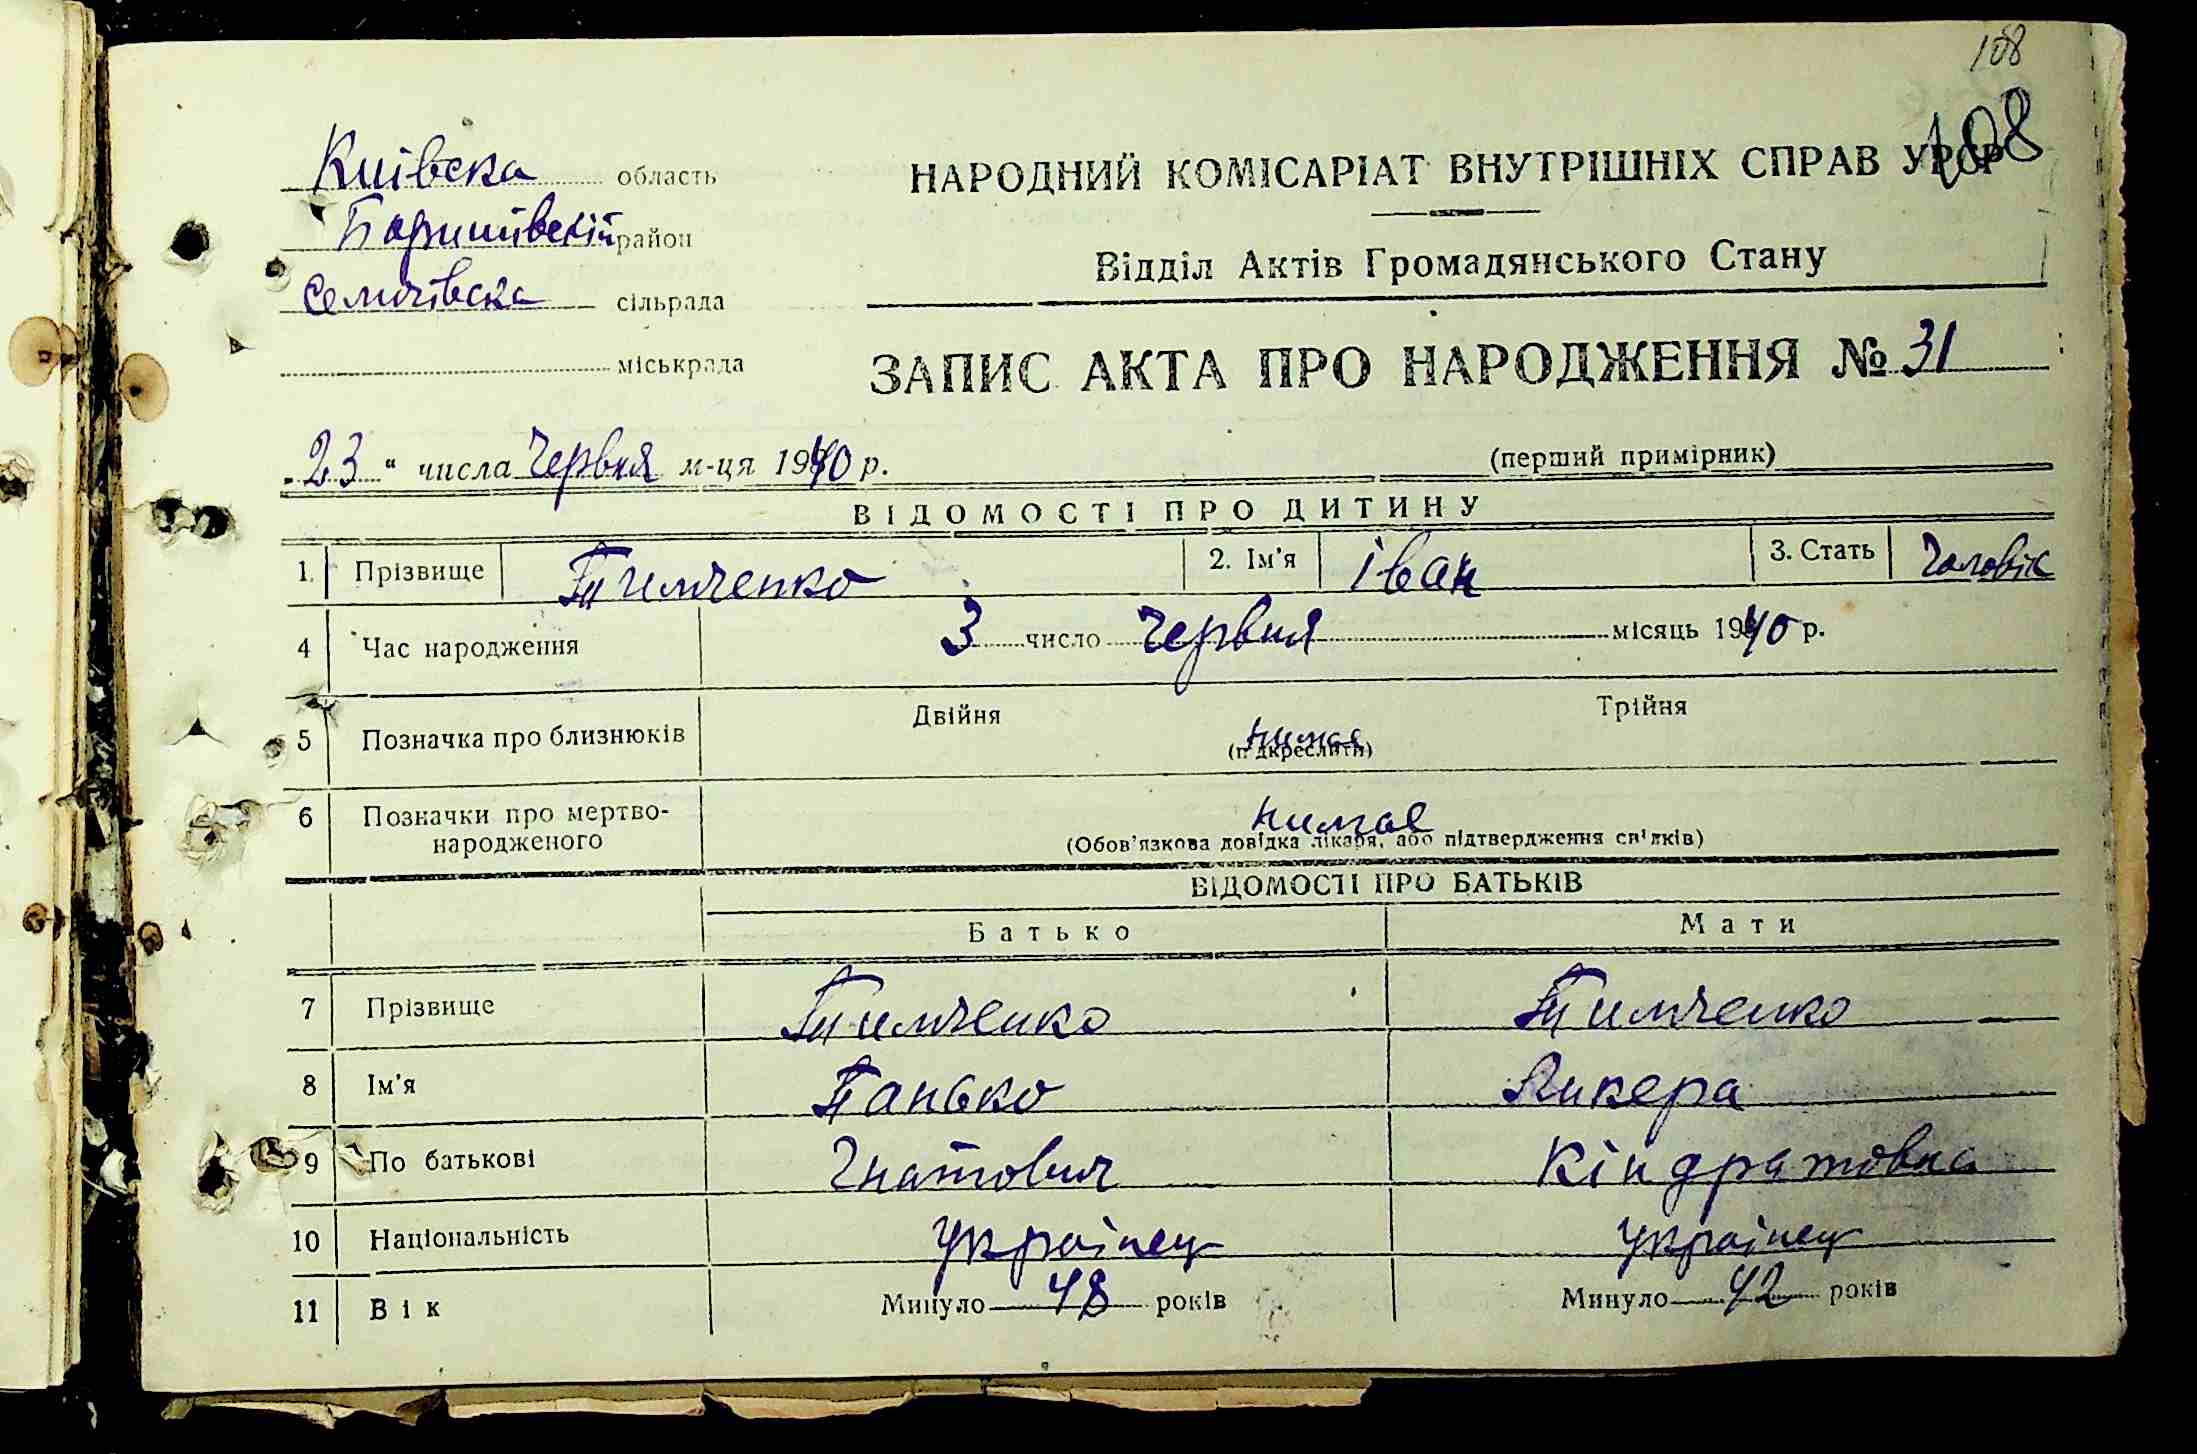 108
108
Київска область
Баришівский район
Селичівска сільрада
міськрада
НАРОДНИЙ КОМІСАРІАТ ВНУТРІШНІХ СПРАВ УРСР
Відділ Актів Громадянського Стану
ЗАПИС АКТА ПРО НАРОДЖЕННЯ № 31
„23“ числа Червня м-ця 1940 р.
(перший примірник)
ВІДОМОСТІ ПРО ДИТИНУ
1. Прізвище Тимченко 2. Ім'я іван 3. Стать Чоловік
4 Час народження 3 число Червня місяць 1940 р.
5 Позначка про близнюків Двійня Трійня
нимає
(підкреслити)
6 Позначки про мертво-
народженого
нимає
(Обов'язкова довідка лікаря, або підтвердження свідків)
ВІДОМОСТІ ПРО БАТЬКІВ
Батько Мати
7 Прізвище Тимченко Тимченко
8 Ім'я Панько Ликера
9 По батькові Гнатович Кіндратовна
10 Національність Українец Українец
11 Вік Минуло 48 років Минуло 42 років